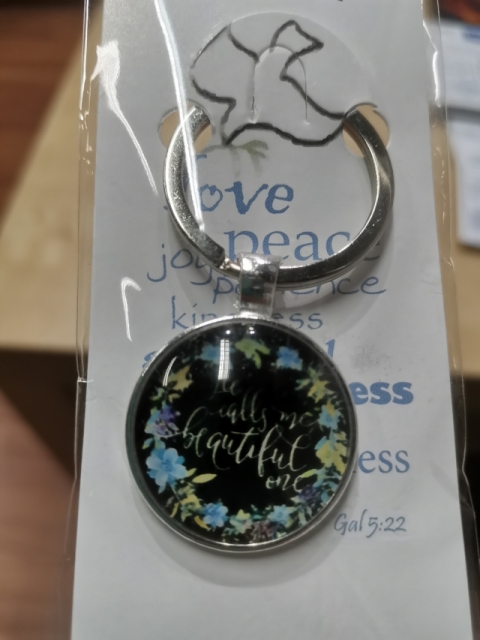 love
peace
joy patience
kindness
ess
ess
Gal 5:22
He
calls me
beautiful
one